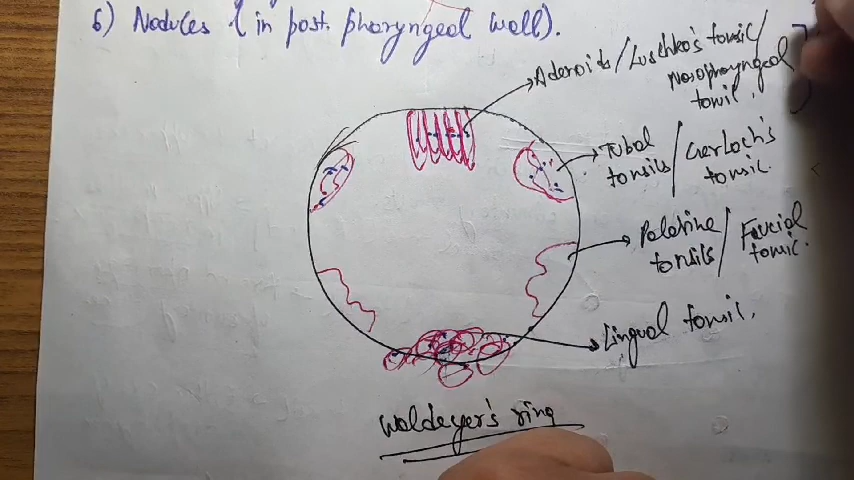 6) Nodules ( in post. pharyngeal wall).
Adenoids/Luschka's tonsil/
Nasopharyngeal
tonsil.
Tubal
tonsils/
Gerlach's
tonsil.
Palatine
tonsils/
Faucial
tonsil.
Lingual tonsil.
Waldeyer's ring